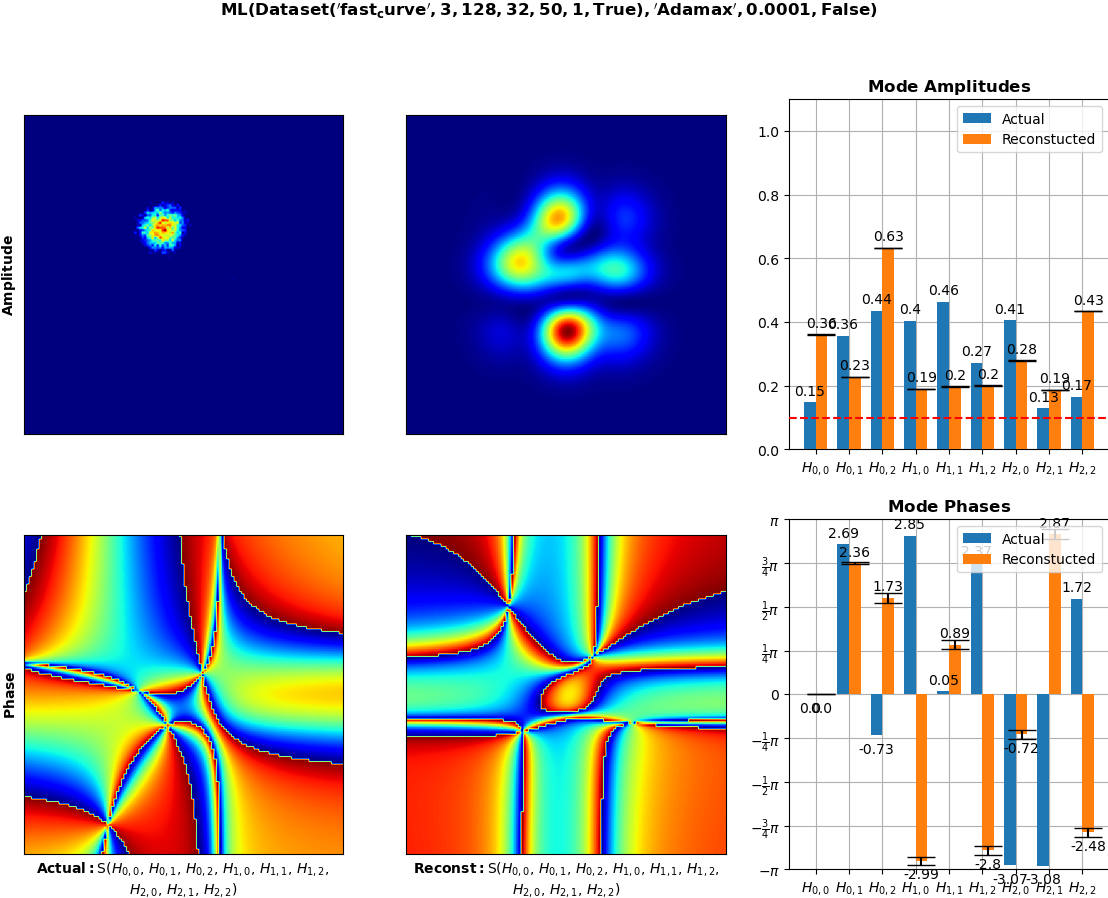 ML(Dataset('fast_curve', 3, 128, 32, 50, 1, True), 'Adamax', 0.0001, False)
Amplitude
Mode Amplitudes
Actual
Reconstucted
1.0
0.8
0.6
0.4
0.2
0.0
0.15 0.36 0.36 0.23 0.44 0.63 0.4 0.19 0.46 0.2 0.27 0.2 0.41 0.28 0.13 0.19 0.17 0.43
H0,0 H0,1 H0,2 H1,0 H1,1 H1,2 H2,0 H2,1 H2,2
Phase
Actual: S(H0,0, H0,1, H0,2, H1,0, H1,1, H1,2,
H2,0, H2,1, H2,2)
Reconst: S(H0,0, H0,1, H0,2, H1,0, H1,1, H1,2,
H2,0, H2,1, H2,2)
Mode Phases
Actual
Reconstucted
π
3/4π
1/2π
1/4π
0
−1/4π
−1/2π
−3/4π
−π
0.0 0.0 2.69 2.36 -0.73 1.73 2.85 -2.99 0.05 0.89 2.37 -2.8 -3.07 -0.72 -3.08 2.87 1.72 -2.48
H0,0 H0,1 H0,2 H1,0 H1,1 H1,2 H2,0 H2,1 H2,2